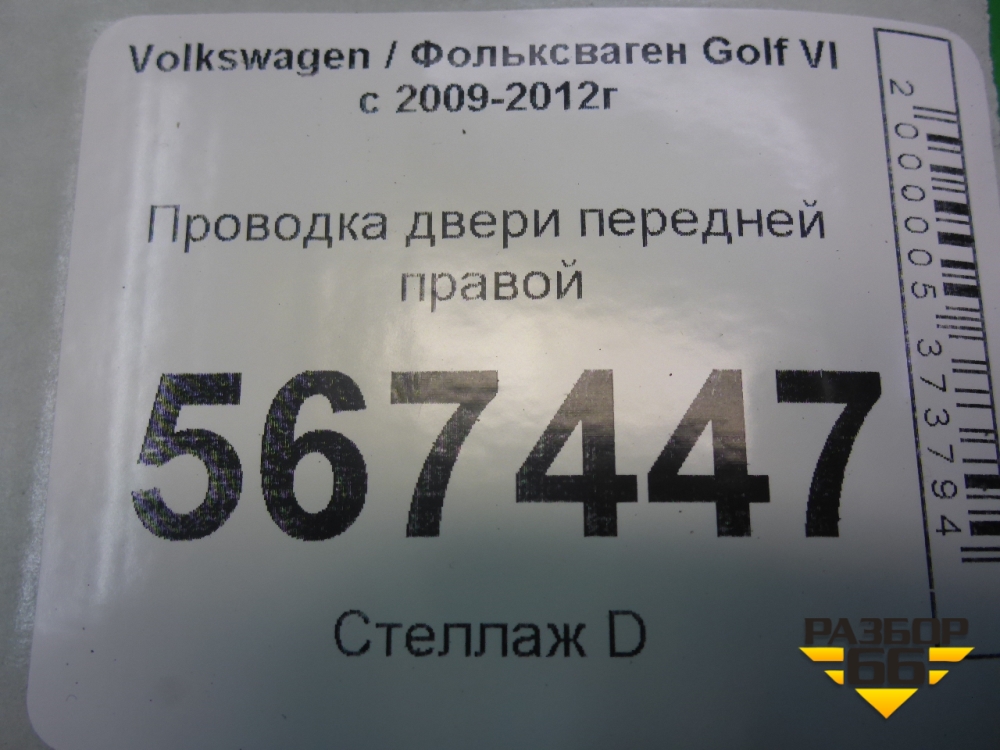 Volkswagen / Фольксваген Golf VI
с 2009-2012г
Проводка двери передней
правой
567447
Стеллаж D
2000005373794
РАЗБОР
66